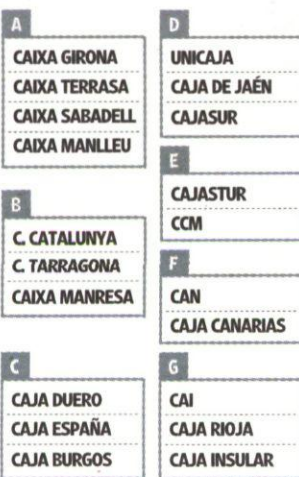 A
CAIXA GIRONA
CAIXA TERRASA
CAIXA SABADELL
CAIXA MANLLEU
B
C. CATALUNYA
C. TARRAGONA
CAIXA MANRESA
C
CAJA DUERO
CAJA ESPAÑA
CAJA BURGOS
D
UNICAJA
CAJA DE JAÉN
CAJASUR
E
CAJASTUR
CCM
F
CAN
CAJA CANARIAS
G
CAI
CAJA RIOJA
CAJA INSULAR